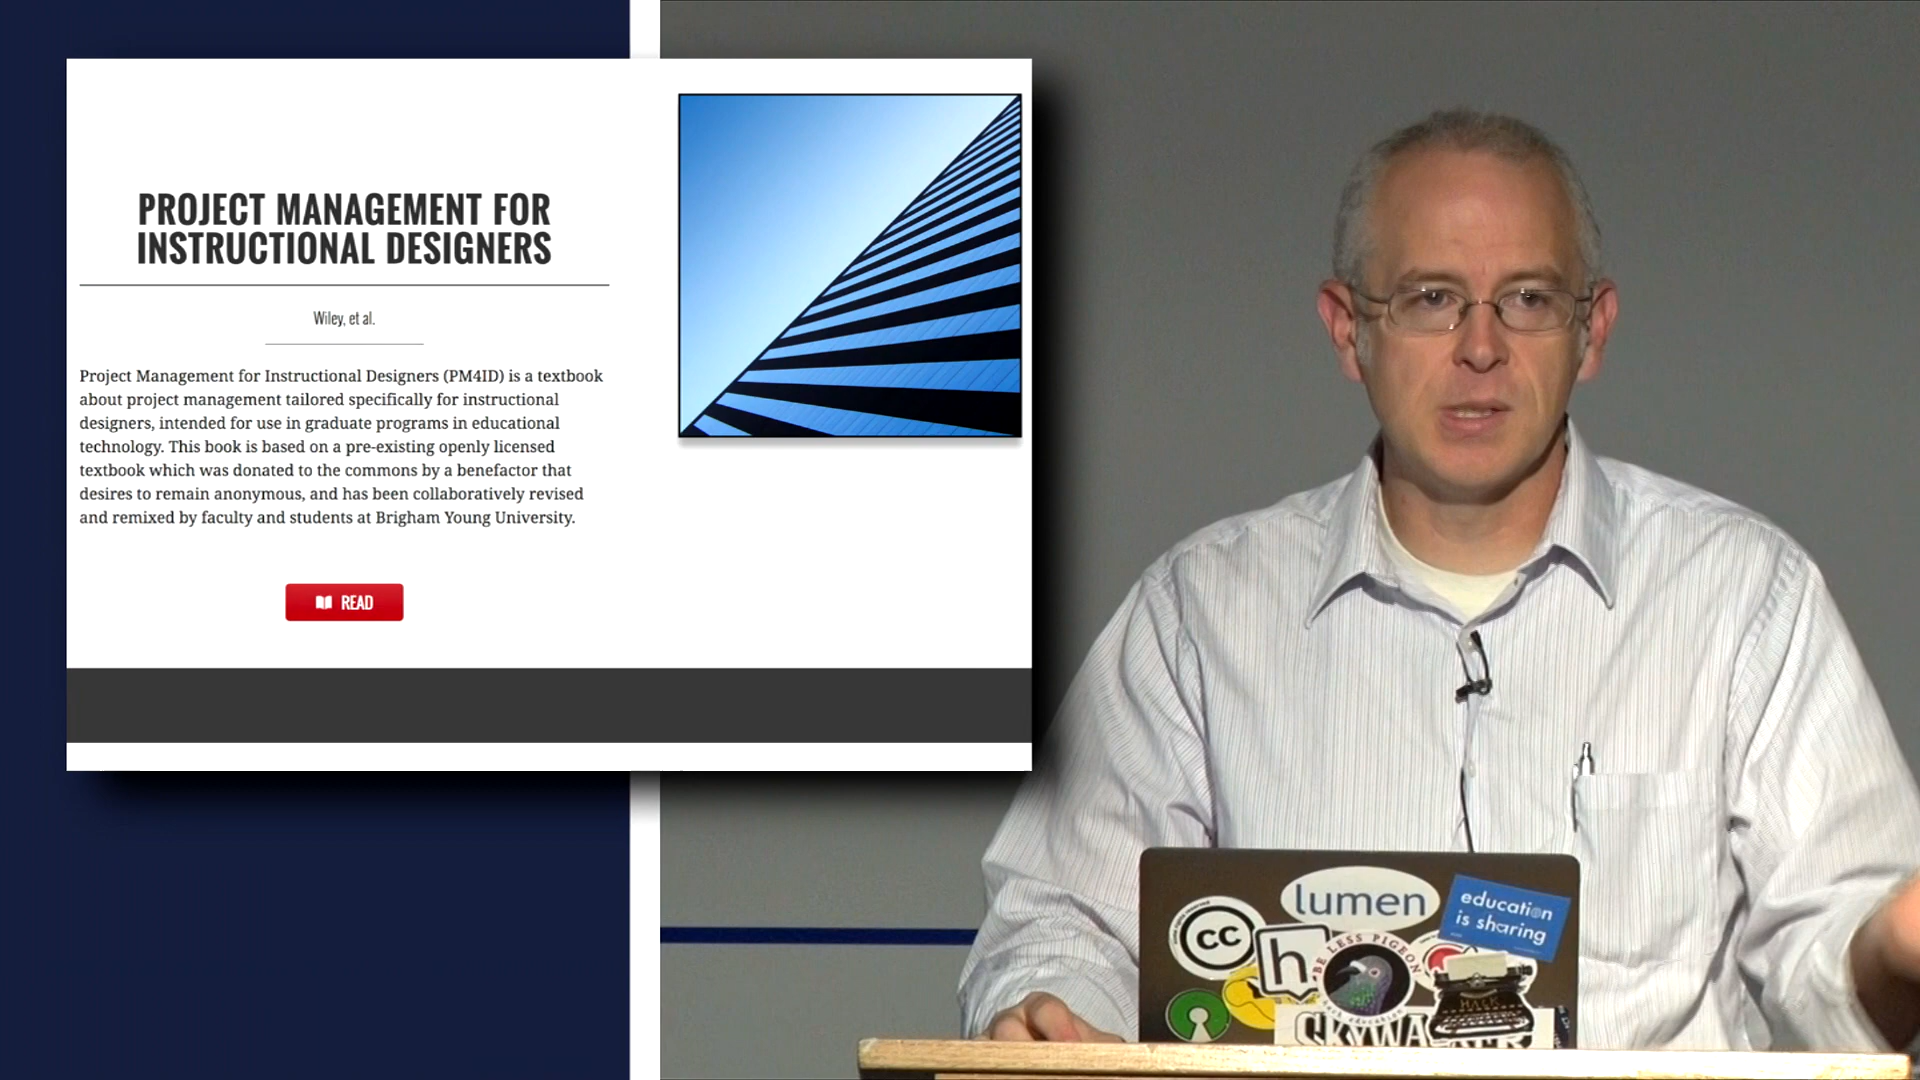 PROJECT MANAGEMENT FOR
INSTRUCTIONAL DESIGNERS
Wiley, et al.
Project Management for Instructional Designers (PM4ID) is a textbook
about project management tailored specifically for instructional
designers, intended for use in graduate programs in educational
technology. This book is based on a pre-existing openly licensed
textbook which was donated to the commons by a benefactor that
desires to remain anonymous, and has been collaboratively revised
and remixed by faculty and students at Brigham Young University.
READ
lumen
education
is sharing
cc
h
BE LESS PIGEON
HACK